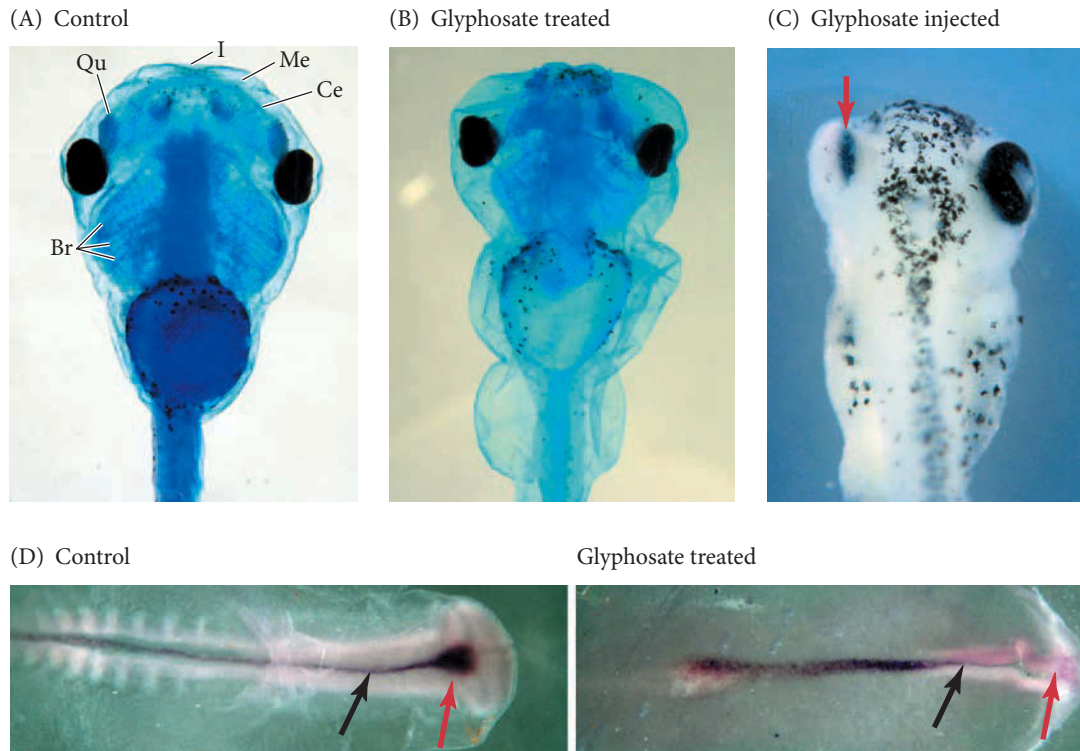 (A) Control
(B) Glyphosate treated
(C) Glyphosate injected
I
Qu
Me
Ce
Br
(D) Control
Glyphosate treated